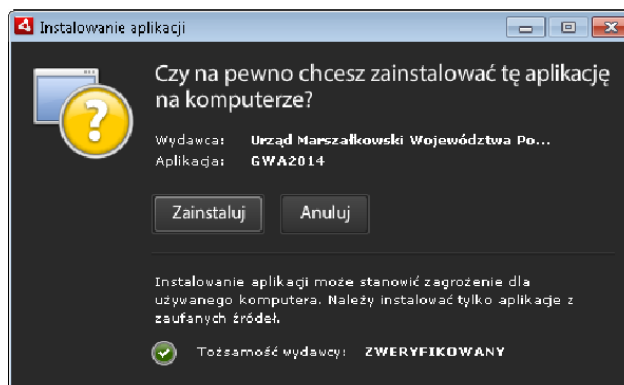 Instalowanie aplikacji
Czy na pewno chcesz zainstalować tę aplikację
na komputerze?
Wydawca: Urząd Marszałkowski Województwa Po...
Aplikacja: GWA2014
Zainstaluj Anuluj
Instalowanie aplikacji może stanowić zagrożenie dla
używanego komputera. Należy instalować tylko aplikacje z
zaufanych źródeł.
Tożsamość wydawcy: ZWERYFIKOWANY